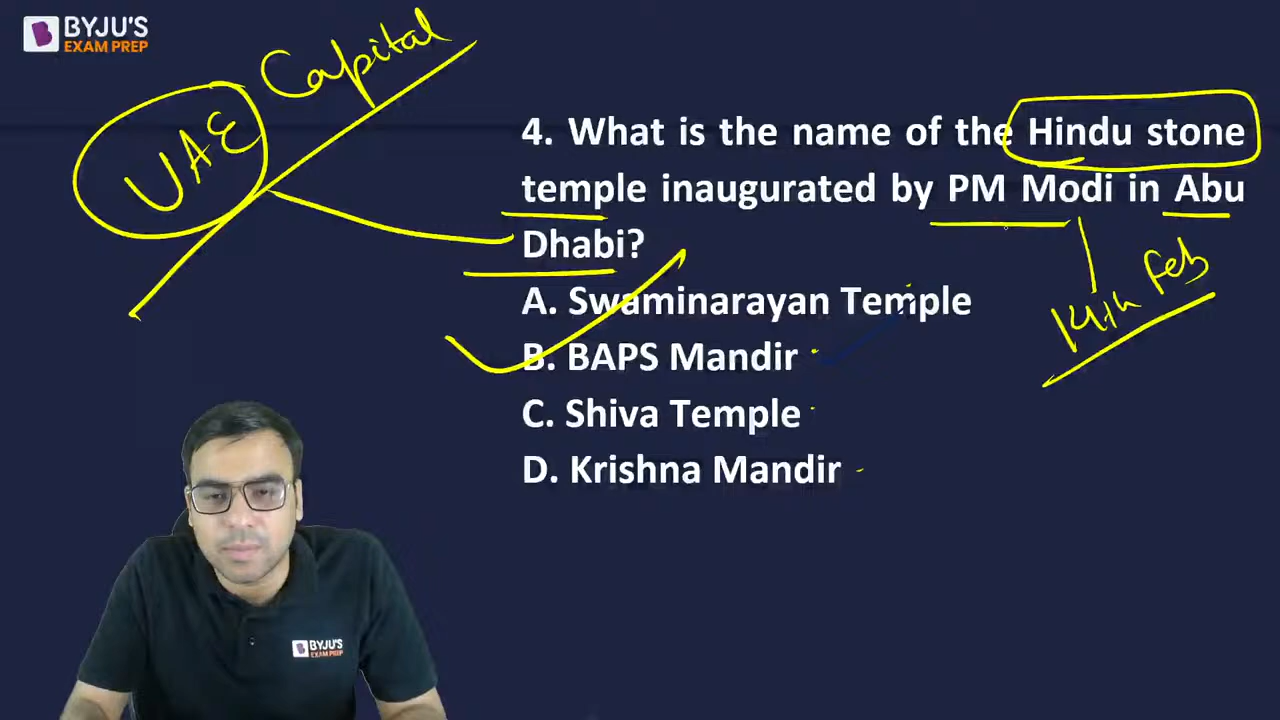 BYJU'S
EXAM PREP
UAE
Capital
4. What is the name of the Hindu stone
temple inaugurated by PM Modi in Abu
Dhabi?
14th Feb
A. Swaminarayan Temple
B. BAPS Mandir
C. Shiva Temple
D. Krishna Mandir
BYJU'S
EXAM PREP